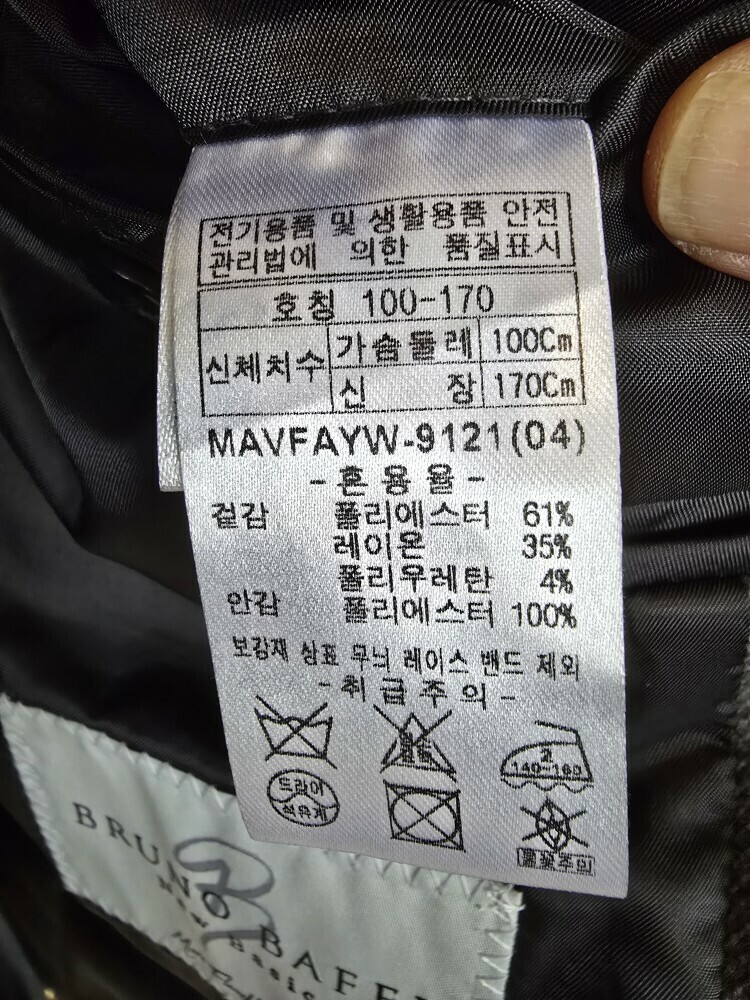 전기용품 및 생활용품 안전
관리법에 의한 품질표시
호칭 100-170
신체치수 가슴둘레 100Cm
신 장 170Cm
MAVFAYW-9121(04)
-혼용율-
겉감 폴리에스터 61%
레이온 35%
폴리우레탄 4%
안감 폴리에스터 100%
보강재 상표 무늬 레이스 밴드 제외
-취급주의-
2
140~160
드라이
석유계
BRUNO BAFF